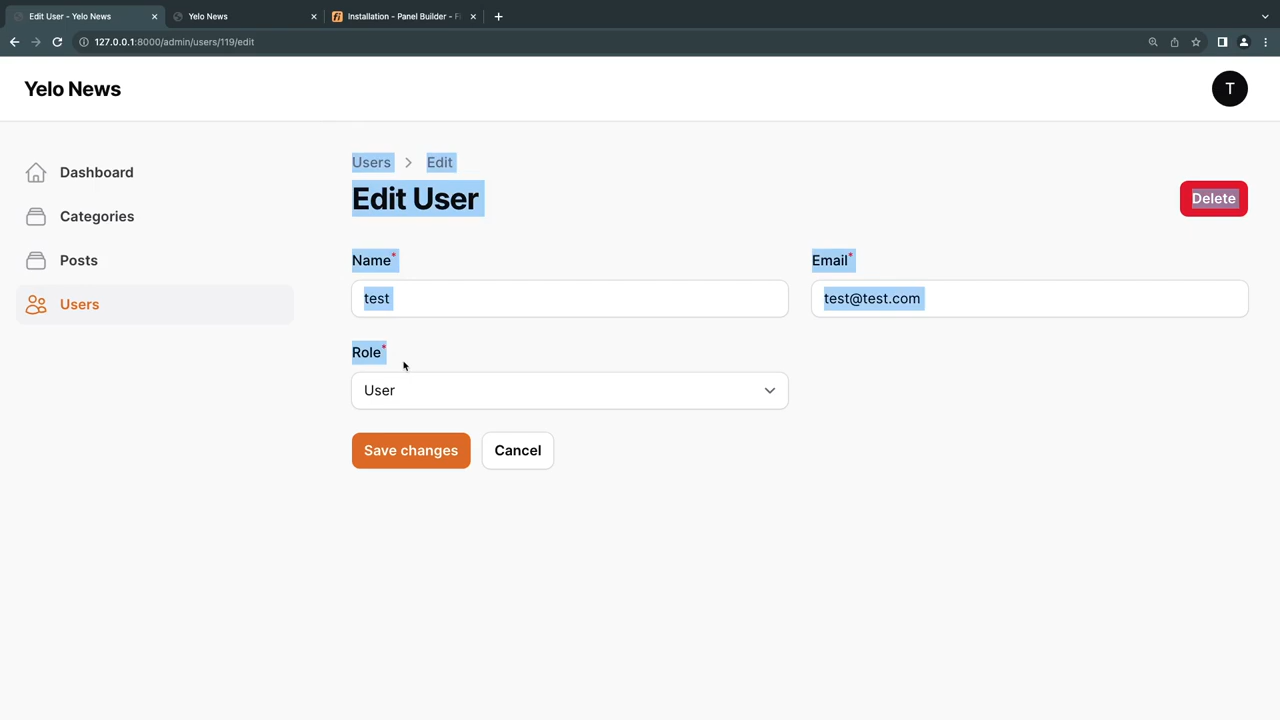 Edit User - Yelo News
Yelo News
Installation - Panel Builder - F
127.0.0.1:8000/admin/users/119/edit
Yelo News
T
Dashboard
Categories
Posts
Users
Users > Edit
Edit User
Delete
Name*
Email*
test
test@test.com
Role*
User
Save changes
Cancel